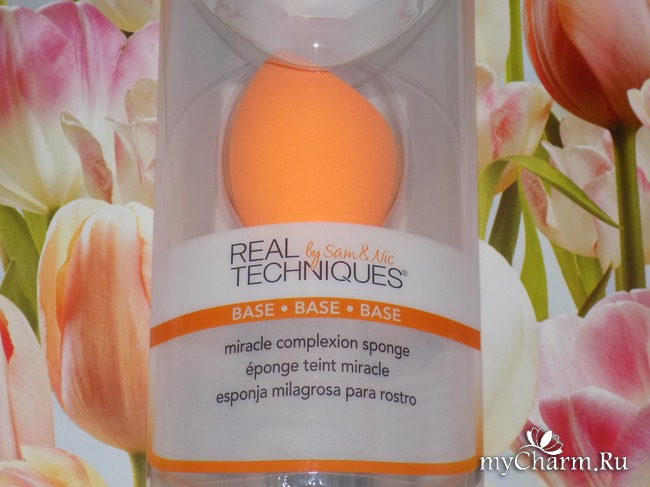 REAL by Sam & Nic
TECHNIQUES®
BASE • BASE • BASE
miracle complexion sponge
éponge teint miracle
esponja milagrosa para rostro
myCharm.Ru